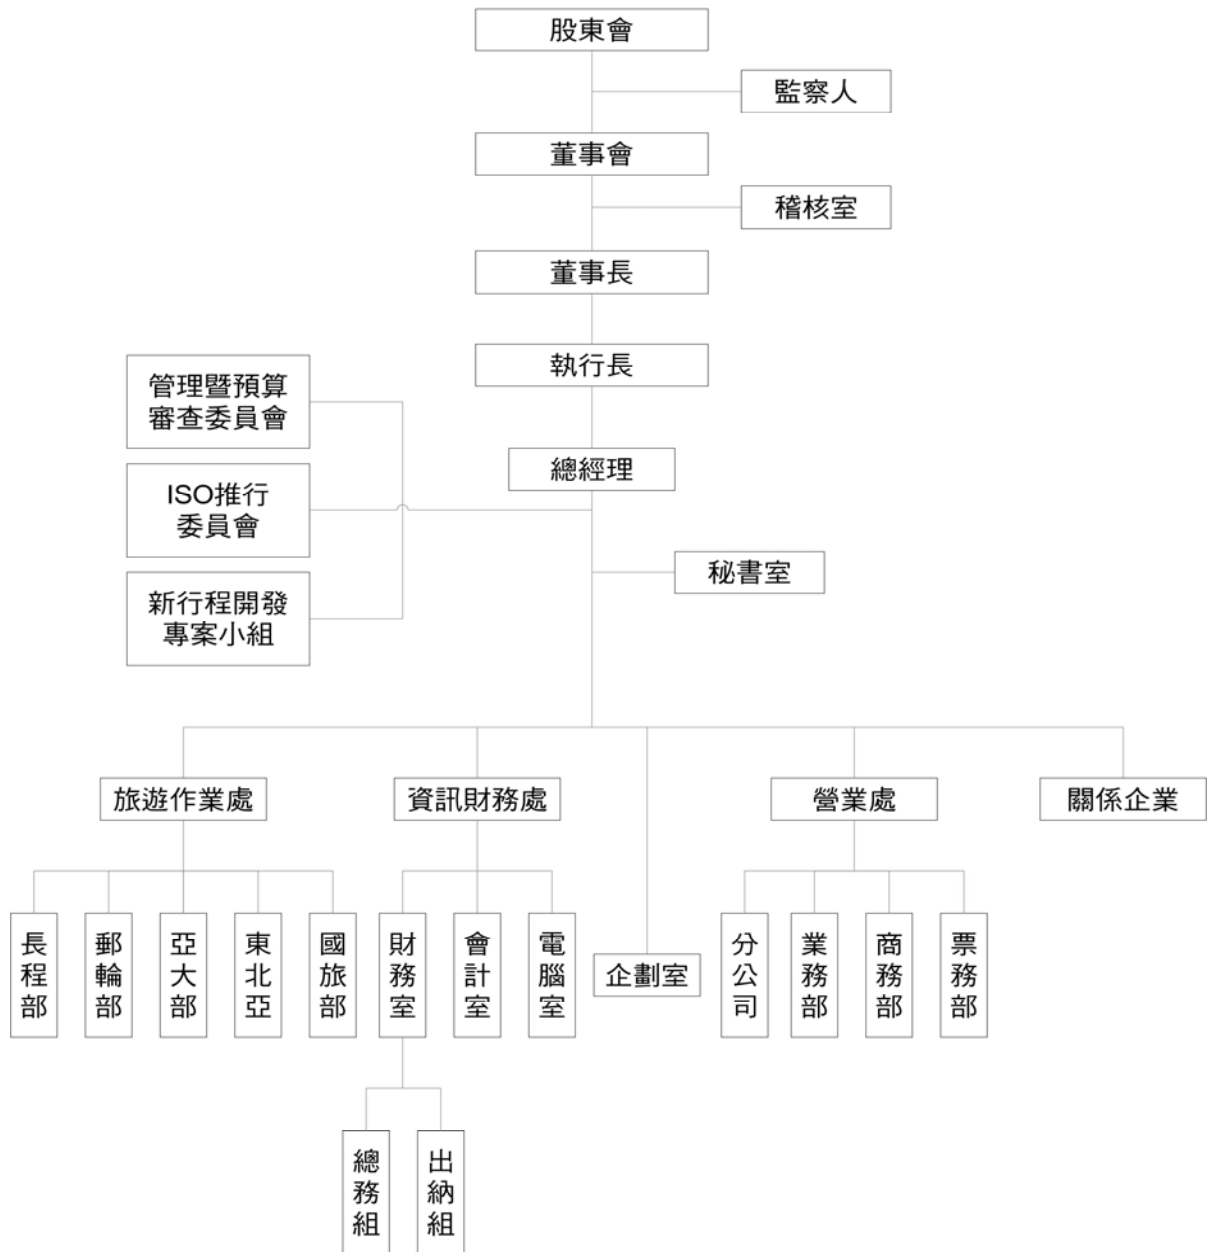 股東會
監察人
董事會
稽核室
董事長
執行長
管理暨預算
審查委員會
總經理
ISO推行
委員會
秘書室
新行程開發
專案小組
旅遊作業處
資訊財務處
營業處
關係企業
長程部
郵輪部
亞大部
東北亞
國旅部
財務室
會計室
電腦室
企劃室
分公司
業務部
商務部
票務部
總務組
出納組